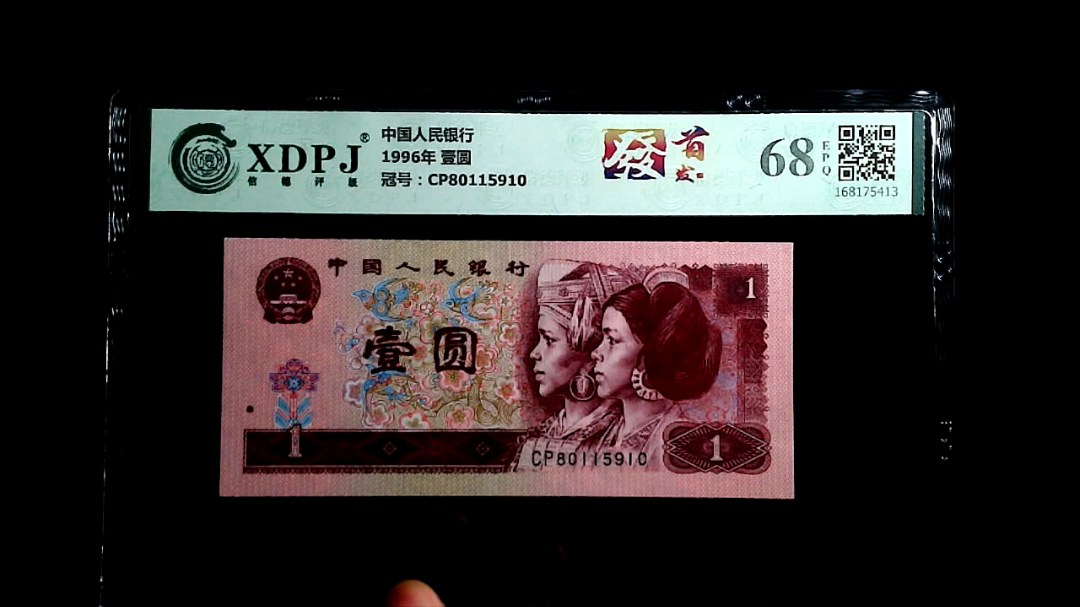 XDPJ®
信德评级
中国人民银行
1996年 壹圆
冠号：CP80115910
發
首发
68
EPQ
168175413
中国人民银行
1
壹圆
1
CP80115910
1